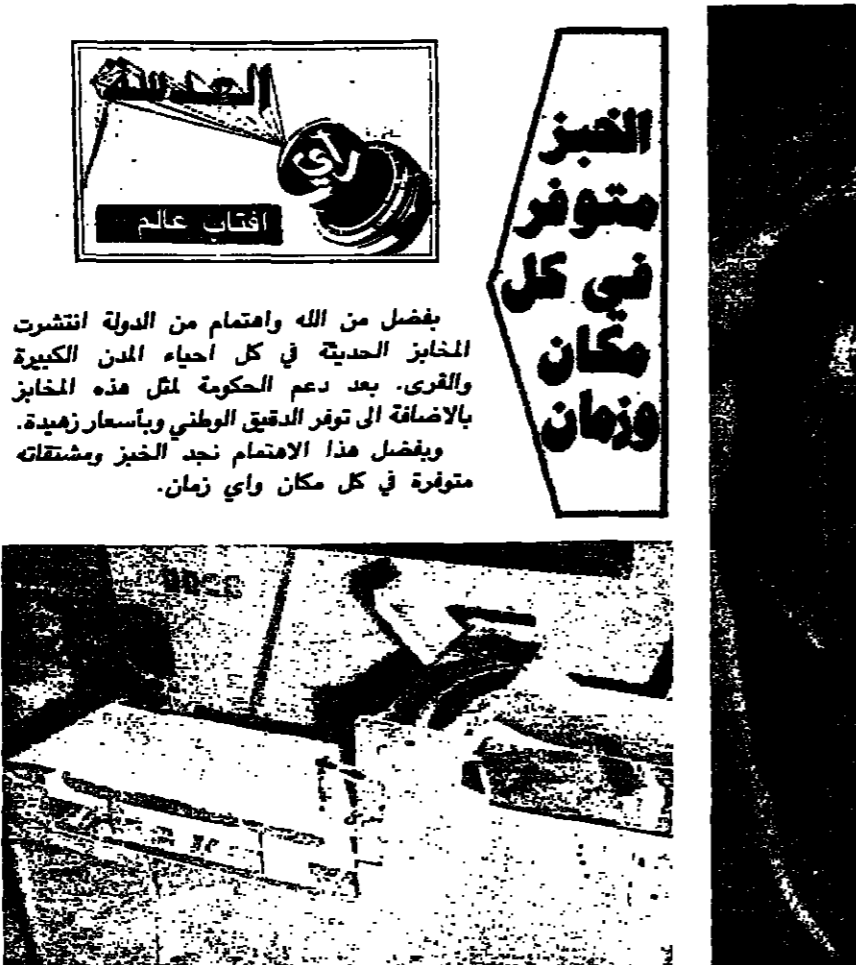 الخبز
متوفر
في كل
مكان
وزمان
رأي
العدسة
افتاب عالم
بفضل من الله واهتمام من الدولة انتشرت
المخابز الحديثة في كل احياء المدن الكبيرة
والقرى. بعد دعم الحكومة لمثل هذه المخابز
بالاضافة الى توفر الدقيق الوطني وبأسعار زهيدة.
وبفضل هذا الاهتمام نجد الخبز ومشتقاته
متوفرة في كل مكان واي زمان.